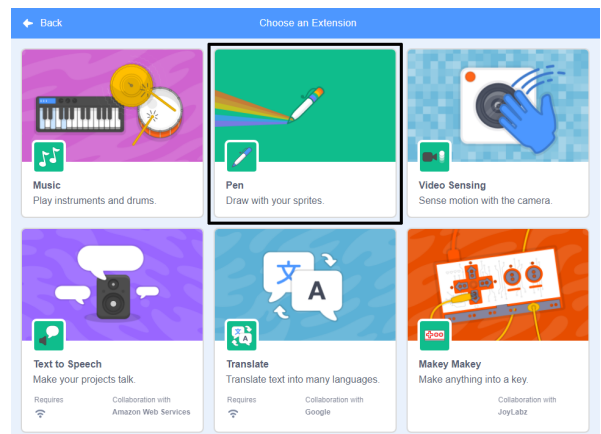 Back
Choose an Extension
Music
Play instruments and drums.
Pen
Draw with your sprites.
Video Sensing
Sense motion with the camera.
Text to Speech
Make your projects talk.
Requires
Collaboration with
Amazon Web Services
文
A
Translate
Translate text into many languages.
Requires
Collaboration with
Google
Makey Makey
Make anything into a key.
Collaboration with
JoyLabz